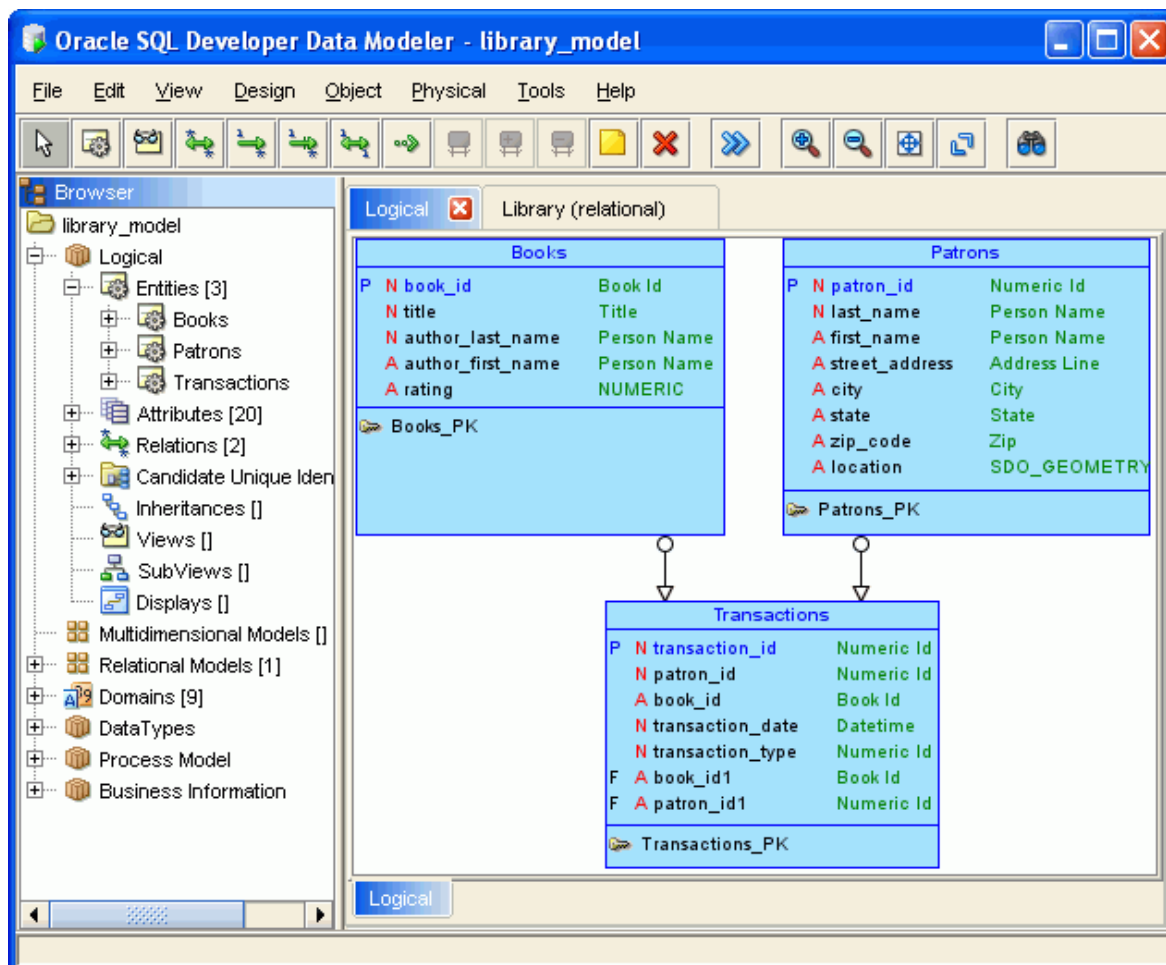 Oracle SQL Developer Data Modeler - library_model
File Edit View Design Object Physical Tools Help
Browser
library_model
Logical
Entities [3]
Books
Patrons
Transactions
Attributes [20]
Relations [2]
Candidate Unique Iden
Inheritances []
Views []
SubViews []
Displays []
Multidimensional Models []
Relational Models [1]
Domains [9]
DataTypes
Process Model
Business Information
Logical Library (relational)
Books
P N book_id Book Id
N title Title
N author_last_name Person Name
A author_first_name Person Name
A rating NUMERIC
Books_PK
Patrons
P N patron_id Numeric Id
N last_name Person Name
A first_name Person Name
A street_address Address Line
A city City
A state State
A zip_code Zip
A location SDO_GEOMETRY
Patrons_PK
Transactions
P N transaction_id Numeric Id
N patron_id Numeric Id
A book_id Book Id
N transaction_date Datetime
N transaction_type Numeric Id
F A book_id1 Book Id
F A patron_id1 Numeric Id
Transactions_PK
Logical